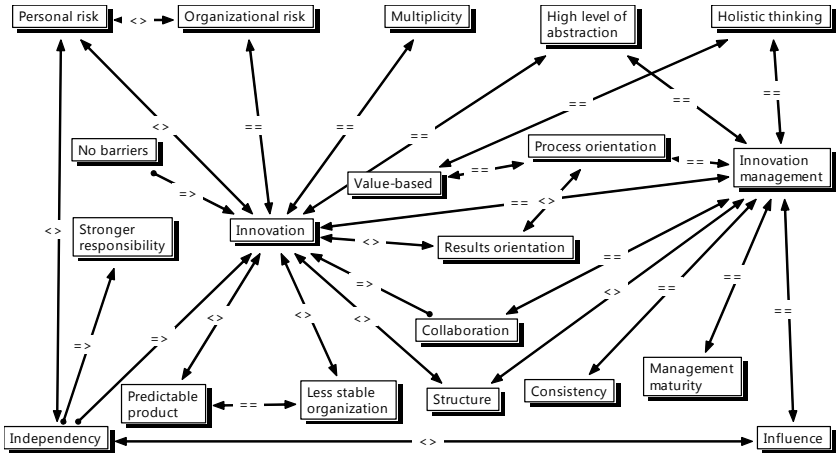 Personal risk
<>
Organizational risk
Multiplicity
High level of
abstraction
Holistic thinking
<>
==
==
==
==
==
==
No barriers
=>
Value-based
==
Process orientation
<>
==
Innovation
management
Stronger
responsibility
<>
Innovation
<>
==
Results orientation
=>
==
<>
==
==
==
=>
=>
<>
<>
<>
Collaboration
Predictable
product
==
Less stable
organization
Structure
Consistency
Management
maturity
Independency
<>
Influence